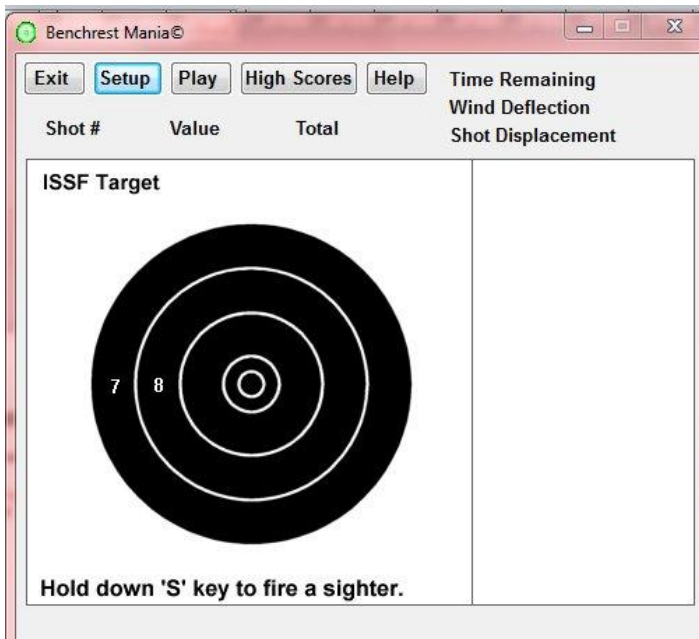 Benchrest Mania©
Exit Setup Play High Scores Help
Time Remaining
Wind Deflection
Shot # Value Total
Shot Displacement
ISSF Target
7 8
Hold down 'S' key to fire a sighter.